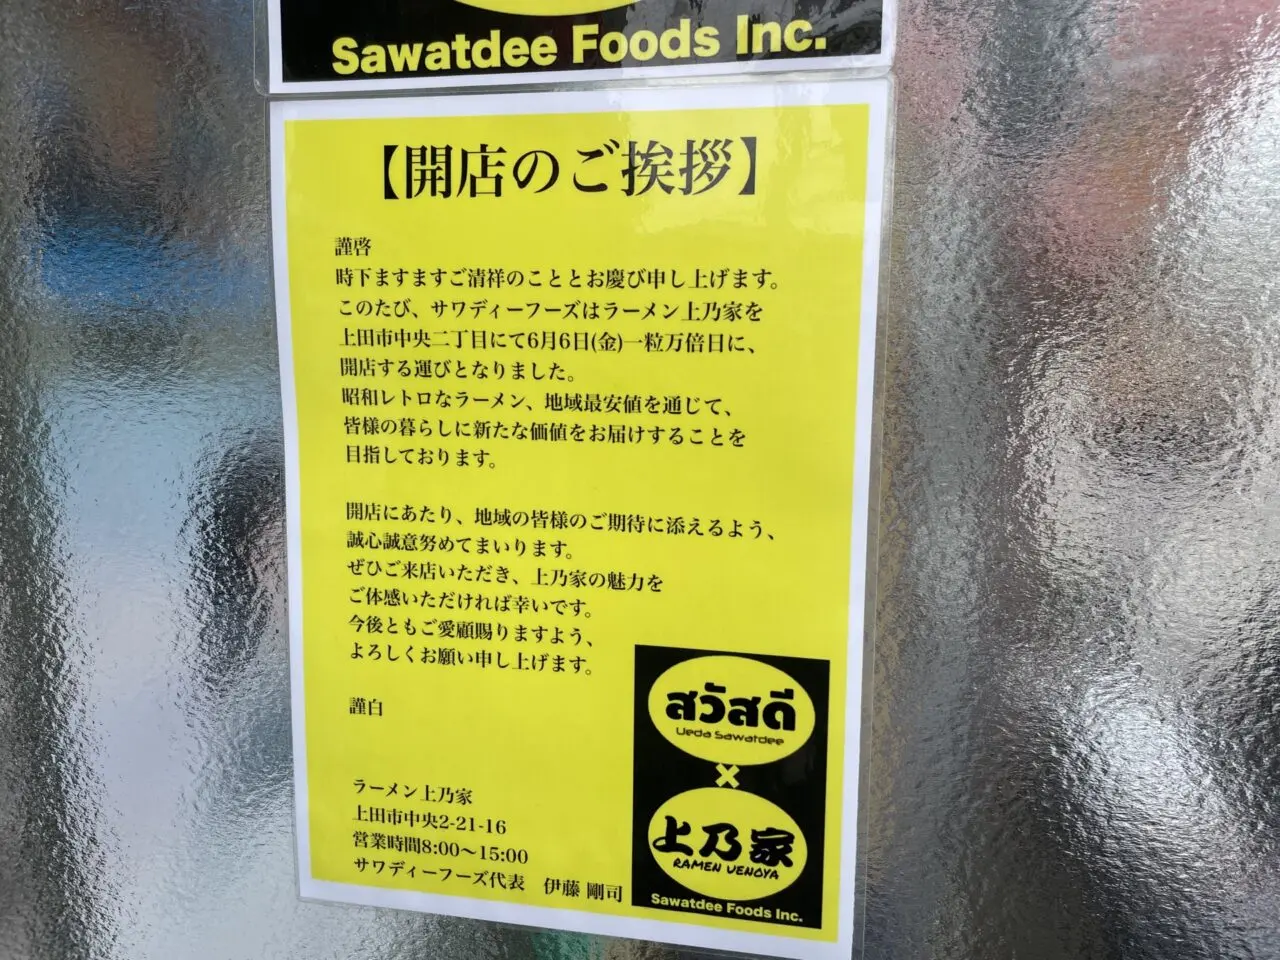 Sawatdee Foods Inc.
【開店のご挨拶】
謹啓
時下ますますご清祥のこととお慶び申し上げます。
このたび、サワディーフーズはラーメン上乃家を
上田市中央二丁目にて6月6日(金)一粒万倍日に、
開店する運びとなりました。
昭和レトロなラーメン、地域最安値を通じて、
皆様の暮らしに新たな価値をお届けすることを
目指しております。
開店にあたり、地域の皆様のご期待に添えるよう、
誠心誠意努めてまいります。
ぜひご来店いただき、上乃家の魅力を
ご体感いただければ幸いです。
今後ともご愛顧賜りますよう、
よろしくお願い申し上げます。
謹白
ラーメン上乃家
上田市中央2-21-16
営業時間8:00〜15:00
サワディーフーズ代表 伊藤 剛司
สวัสดี
Ueda Sawatdee
×
上乃家
RAMEN UENOYA
Sawatdee Foods Inc.